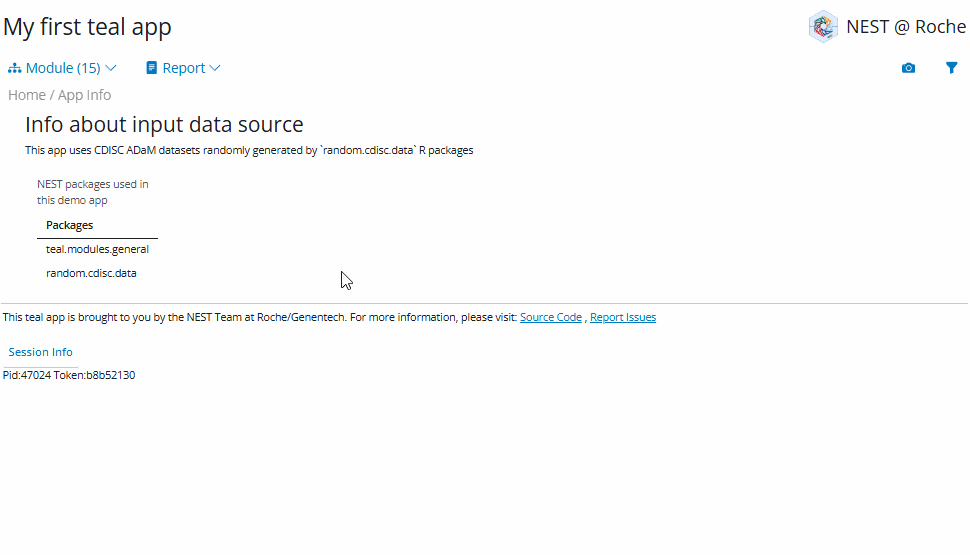 My first teal app
NEST @ Roche
Module (15)
Report
Home / App Info
Info about input data source
This app uses CDISC ADaM datasets randomly generated by `random.cdisc.data` R packages
NEST packages used in
this demo app
Packages
teal.modules.general
random.cdisc.data
This teal app is brought to you by the NEST Team at Roche/Genentech. For more information, please visit: Source Code , Report Issues
Session Info
Pid:47024 Token:b8b52130